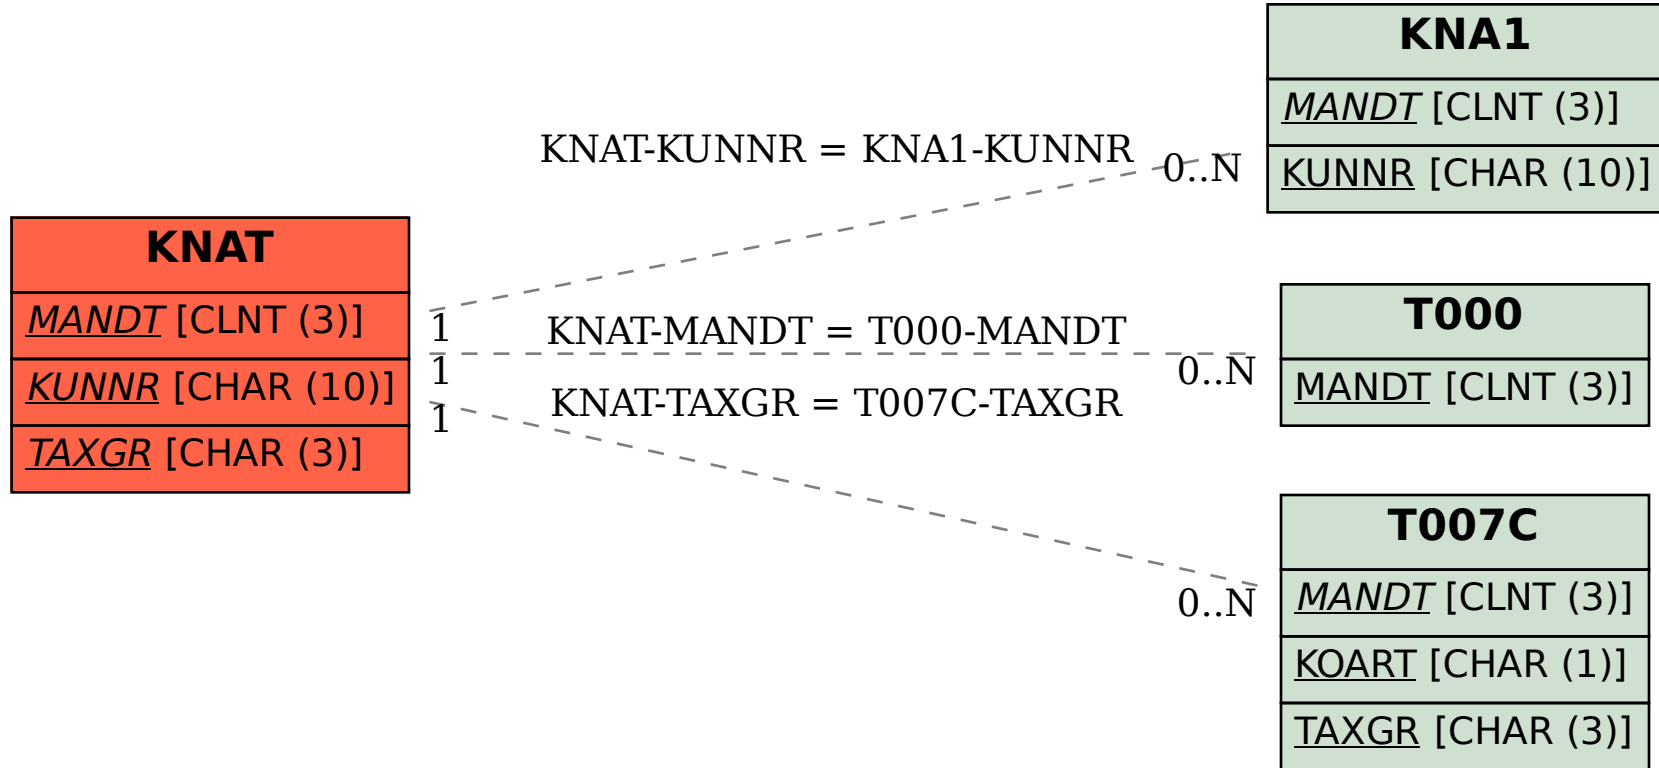 KNAT
MANDT [CLNT (3)]
KUNNR [CHAR (10)]
TAXGR [CHAR (3)]
KNAT-KUNNR = KNA1-KUNNR
0..N
1
KNAT-MANDT = T000-MANDT
0..N
1
KNAT-TAXGR = T007C-TAXGR
0..N
1
KNA1
MANDT [CLNT (3)]
KUNNR [CHAR (10)]
T000
MANDT [CLNT (3)]
T007C
MANDT [CLNT (3)]
KOART [CHAR (1)]
TAXGR [CHAR (3)]